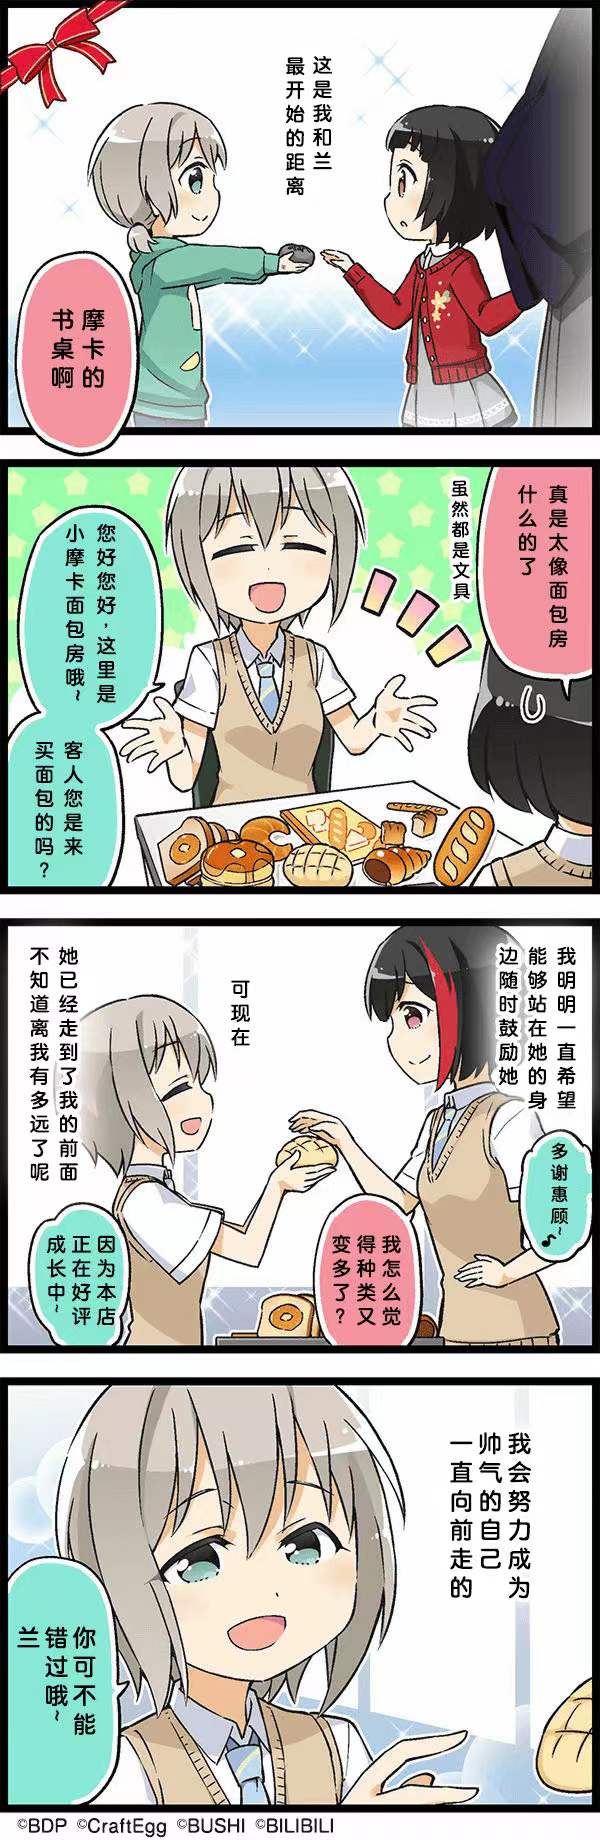 这是我和兰
最开始的距离
摩卡的
书桌啊
真是太像面包房
什么的了
虽然都是文具
您好您好,这里是
小摩卡面包房哦~
客人您是来
买面包的吗?
我明明一直希望
能够站在她的身
边随时鼓励她
可现在
她已经走到了我的前面
不知道离我有多远了呢
多谢惠顾~♪
我怎么觉
得种类又
变多了?
因为本店
正在好评
成长中~
我会努力成为
帅气的自己
一直向前走的
你可不能
错过哦~
兰
©BDP ©CraftEgg ©BUSHI ©BILIBILI